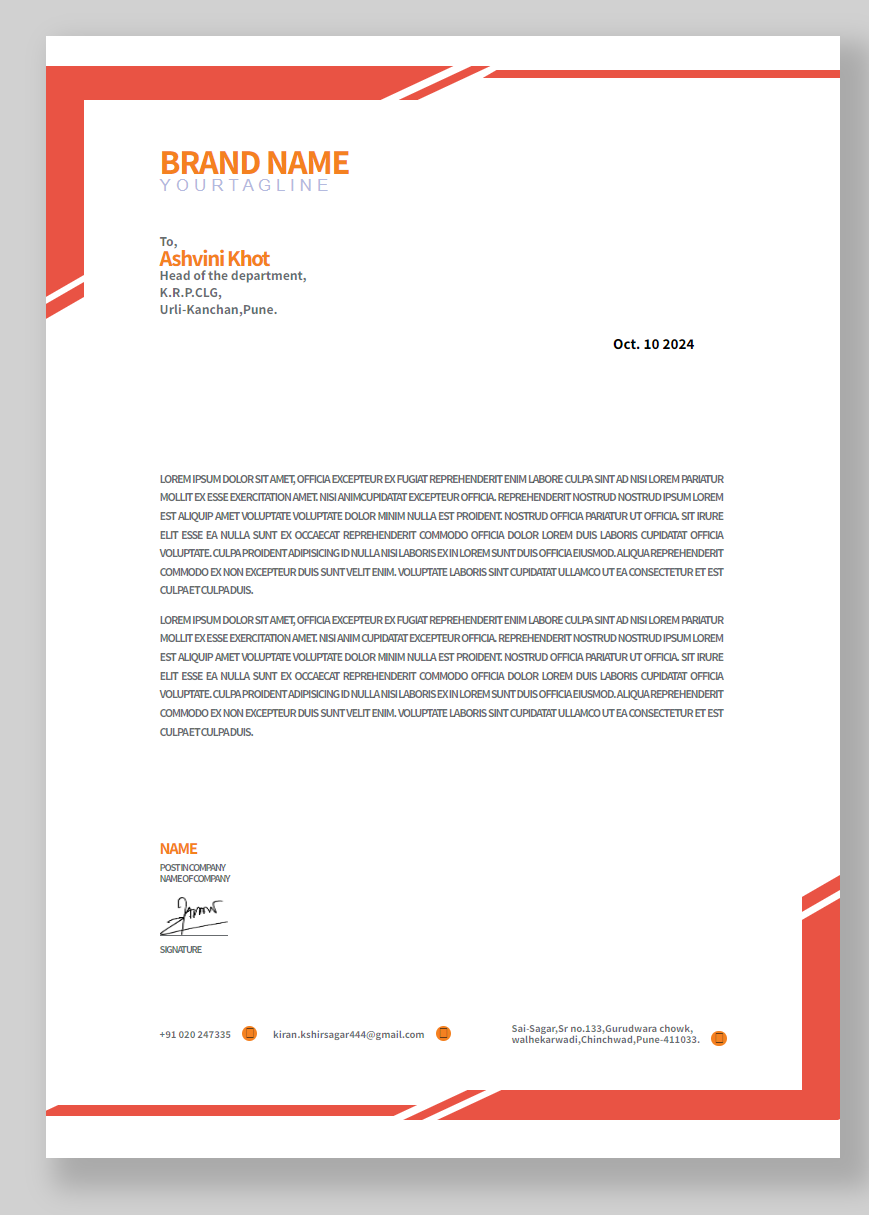 BRAND NAME
YOURTAGLINE
To,
Ashvini Khot
Head of the department,
K.R.P.CLG,
Urli-Kanchan,Pune.
Oct. 10 2024
LOREM IPSUM DOLOR SIT AMET, OFFICIA EXCEPTEUR EX FUGIAT REPREHENDERIT ENIM LABORE CULPA SINT AD NISI LOREM PARIATUR
MOLLIT EX ESSE EXERCITATION AMET. NISI ANIMCUPIDATAT EXCEPTEUR OFFICIA. REPREHENDERIT NOSTRUD NOSTRUD IPSUM LOREM
EST ALIQUIP AMET VOLUPTATE VOLUPTATE DOLOR MINIM NULLA EST PROIDENT. NOSTRUD OFFICIA PARIATUR UT OFFICIA. SIT IRURE
ELIT ESSE EA NULLA SUNT EX OCCAECAT REPREHENDERIT COMMODO OFFICIA DOLOR LOREM DUIS LABORIS CUPIDATAT OFFICIA
VOLUPTATE. CULPA PROIDENT ADIPISICING ID NULLA NISI LABORIS EX IN LOREM SUNT DUIS OFFICIA EIUSMOD. ALIQUA REPREHENDERIT
COMMODO EX NON EXCEPTEUR DUIS SUNT VELIT ENIM. VOLUPTATE LABORIS SINT CUPIDATAT ULLAMCO UT EA CONSECTETUR ET EST
CULPA ET CULPA DUIS.
LOREM IPSUM DOLOR SIT AMET, OFFICIA EXCEPTEUR EX FUGIAT REPREHENDERIT ENIM LABORE CULPA SINT AD NISI LOREM PARIATUR
MOLLIT EX ESSE EXERCITATION AMET. NISI ANIM CUPIDATAT EXCEPTEUR OFFICIA. REPREHENDERIT NOSTRUD NOSTRUD IPSUM LOREM
EST ALIQUIP AMET VOLUPTATE VOLUPTATE DOLOR MINIM NULLA EST PROIDENT. NOSTRUD OFFICIA PARIATUR UT OFFICIA. SIT IRURE
ELIT ESSE EA NULLA SUNT EX OCCAECAT REPREHENDERIT COMMODO OFFICIA DOLOR LOREM DUIS LABORIS CUPIDATAT OFFICIA
VOLUPTATE. CULPA PROIDENT ADIPISICING ID NULLA NISI LABORIS EX IN LOREM SUNT DUIS OFFICIA EIUSMOD. ALIQUA REPREHENDERIT
COMMODO EX NON EXCEPTEUR DUIS SUNT VELIT ENIM. VOLUPTATE LABORIS SINT CUPIDATAT ULLAMCO UT EA CONSECTETUR ET EST
CULPA ET CULPA DUIS.
NAME
POST IN COMPANY
NAME OF COMPANY
SIGNATURE
+91 020 247335
kiran.kshirsagar444@gmail.com
Sai-Sagar,Sr no.133,Gurudwara chowk,
walhekarwadi,Chinchwad,Pune-411033.